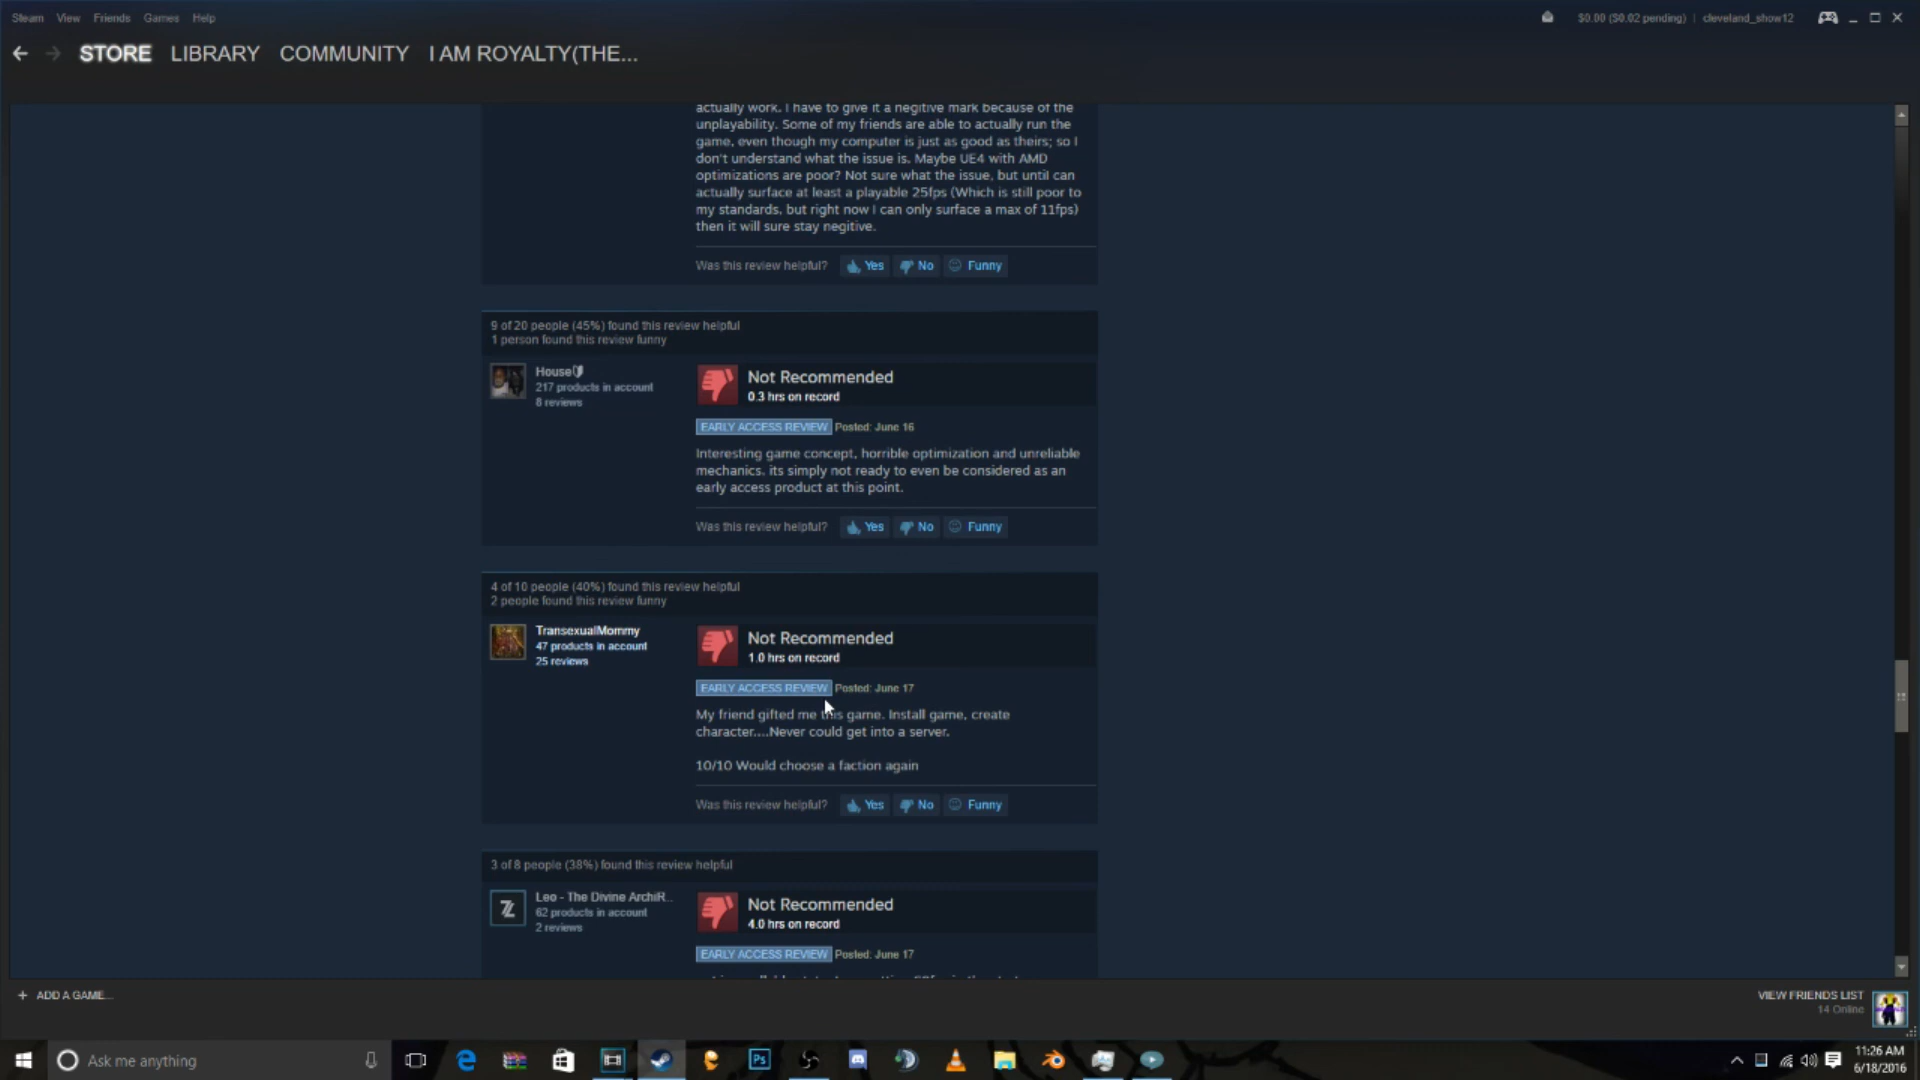 Steam View Friends Games Help
$0.00 ($0.02 pending) | cleveland_show12
STORE LIBRARY COMMUNITY I AM ROYALTY(THE...
actually work. I have to give it a negitive mark because of the
unplayability. Some of my friends are able to actually run the
game, even though my computer is just as good as theirs; so I
don't understand what the issue is. Maybe UE4 with AMD
optimizations are poor? Not sure what the issue, but until can
actually surface at least a playable 25fps (Which is still poor to
my standards, but right now I can only surface a max of 11fps)
then it will sure stay negitive.
Was this review helpful? Yes No Funny
9 of 20 people (45%) found this review helpful
1 person found this review funny
House
217 products in account
8 reviews
Not Recommended
0.3 hrs on record
EARLY ACCESS REVIEW Posted: June 16
Interesting game concept, horrible optimization and unreliable
mechanics. its simply not ready to even be considered as an
early access product at this point.
Was this review helpful? Yes No Funny
4 of 10 people (40%) found this review helpful
2 people found this review funny
TransexualMommy
47 products in account
25 reviews
Not Recommended
1.0 hrs on record
EARLY ACCESS REVIEW Posted: June 17
My friend gifted me this game. Install game, create
character....Never could get into a server.
10/10 Would choose a faction again
Was this review helpful? Yes No Funny
3 of 8 people (38%) found this review helpful
Leo - The Divine ArchiR...
62 products in account
2 reviews
Not Recommended
4.0 hrs on record
EARLY ACCESS REVIEW Posted: June 17
+ ADD A GAME...
VIEW FRIENDS LIST
14 Online
Ask me anything
Ps
11:26 AM
6/18/2016